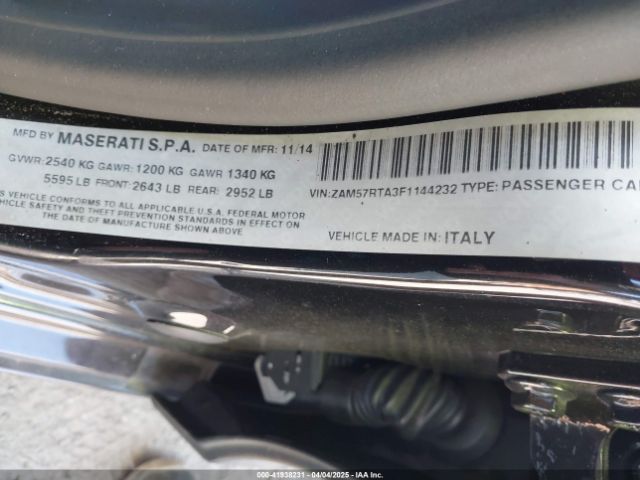 MFD BY MASERATI S.P.A. DATE OF MFR: 11/14
GVWR: 2540 KG GAWR: 1200 KG GAWR 1340 KG
5595 LB FRONT: 2643 LB REAR: 2952 LB
VEHICLE CONFORMS TO ALL APPLICABLE U.S.A. FEDERAL MOTOR
VEHICLE SAFETY AND THEFT PREVENTION STANDARDS IN EFFECT ON
THE DATE OF MANUFACTURE SHOWN ABOVE
VIN: ZAM57RTA3F1144232 TYPE: PASSENGER CA
VEHICLE MADE IN: ITALY
000-41938231 - 04/04/2025 - IAA Inc.